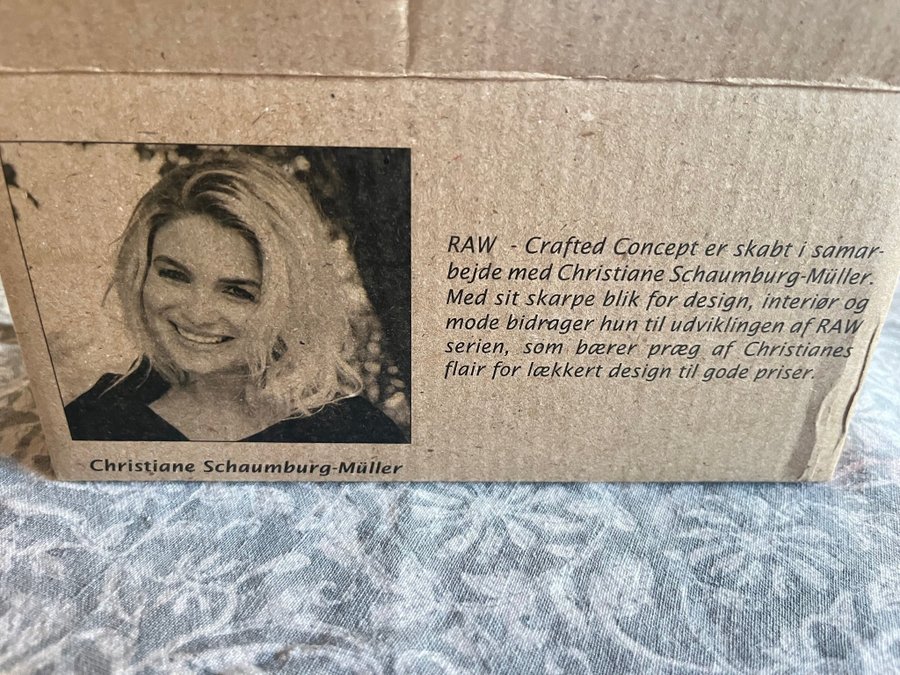 RAW - Crafted Concept er skabt i samar-
bejde med Christiane Schaumburg-Müller.
Med sit skarpe blik for design, interiør og
mode bidrager hun til udviklingen af RAW
serien, som bærer præg af Christianes
flair for lækkert design til gode priser.
Christiane Schaumburg-Müller